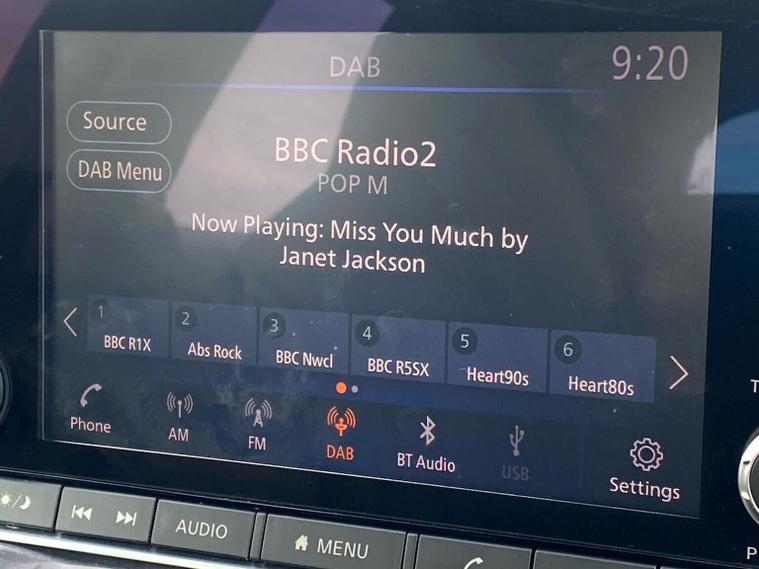 DAB
9:20
Source
DAB Menu
BBC Radio2
POP M
Now Playing: Miss You Much by
Janet Jackson
1
BBC R1X
2
Abs Rock
3
BBC Nwcl
4
BBC R5SX
5
Heart90s
6
Heart80s
Phone
AM
FM
DAB
BT Audio
USB
Settings
AUDIO
MENU
T
P